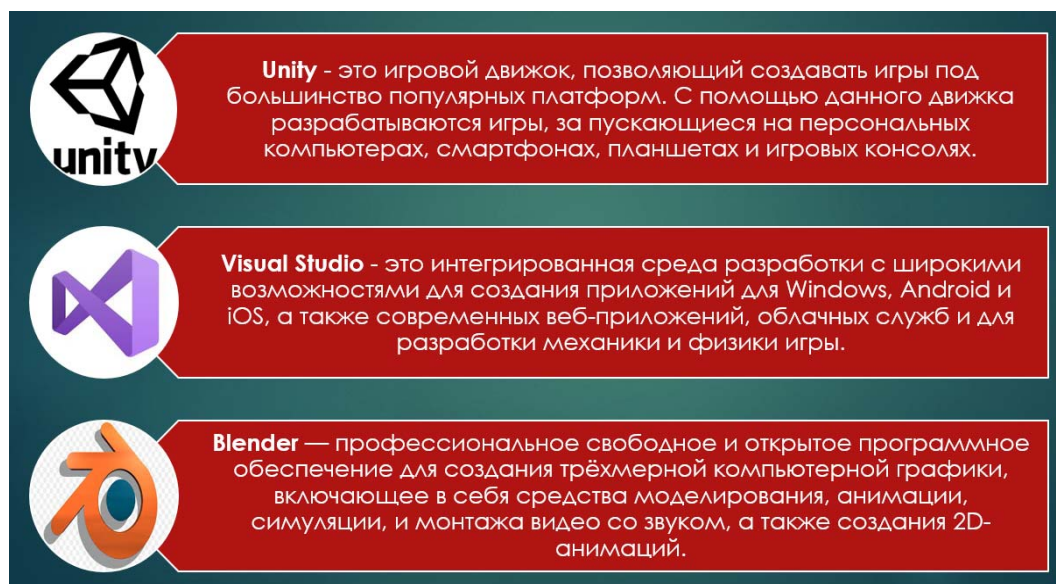 unity
Unity - это игровой движок, позволяющий создавать игры под
большинство популярных платформ. С помощью данного движка
разрабатываются игры, за пускающиеся на персональных
компьютерах, смартфонах, планшетах и игровых консолях.
Visual Studio - это интегрированная среда разработки с широкими
возможностями для создания приложений для Windows, Android и
iOS, а также современных веб-приложений, облачных служб и для
разработки механики и физики игры.
Blender — профессиональное свободное и открытое программное
обеспечение для создания трёхмерной компьютерной графики,
включающее в себя средства моделирования, анимации,
симуляции, и монтажа видео со звуком, а также создания 2D-
анимаций.